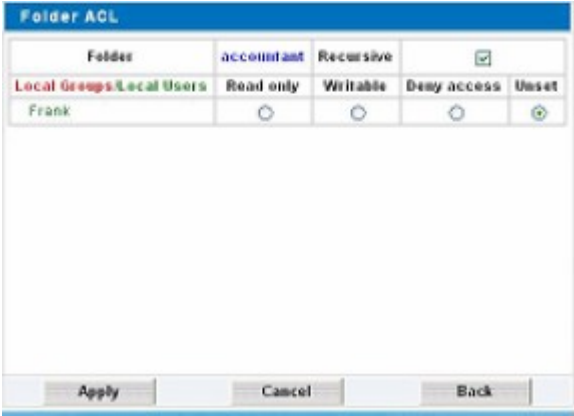 Folder ACL
Folder accountant Recursive
Local Groups/Local Users Read only Writable Deny access Unset
Frank
Apply Cancel Back